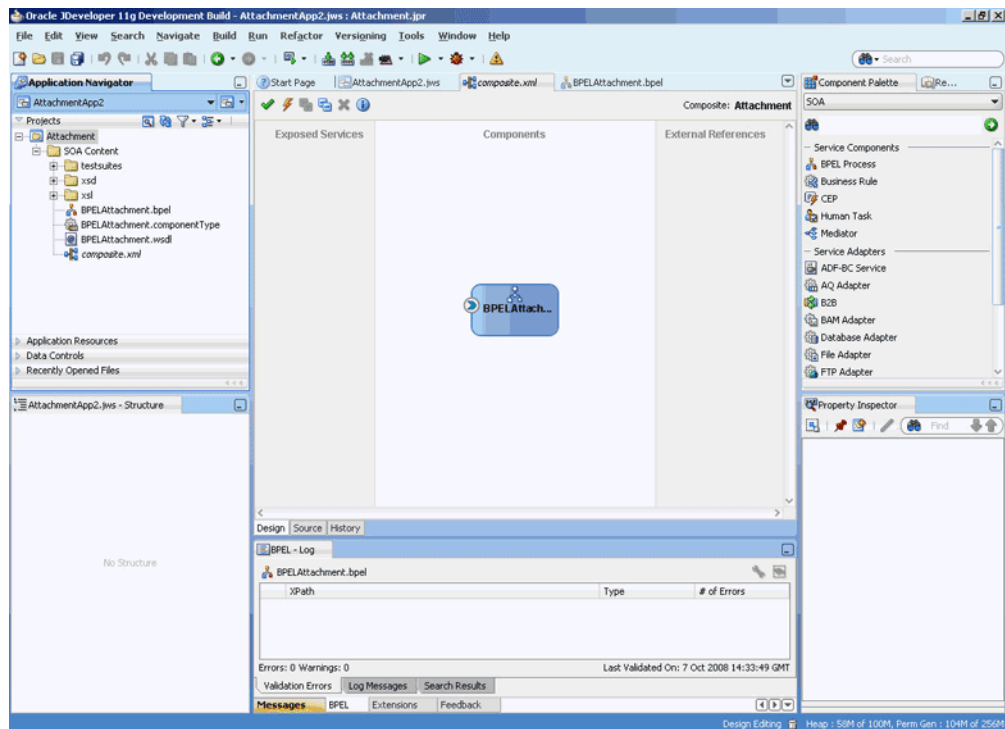 Oracle JDeveloper 11g Development Build - AttachmentApp2.jws : Attachment.jpr
File Edit View Search Navigate Build Run Refactor Versioning Tools Window Help
Search
Application Navigator
AttachmentApp2
Projects
Attachment
SOA Content
testsuites
xsd
xsl
BPELAttachment.bpel
BPELAttachment.componentType
BPELAttachment.wsdl
composite.xml
Application Resources
Data Controls
Recently Opened Files
AttachmentApp2.jws - Structure
No Structure
Start Page AttachmentApp2.jws composite.xml BPELAttachment.bpel
Composite: Attachment
Exposed Services Components External References
BPELAttach...
Design Source History
BPEL - Log
BPELAttachment.bpel
XPath Type # of Errors
Errors: 0 Warnings: 0 Last Validated On: 7 Oct 2008 14:33:49 GMT
Validation Errors Log Messages Search Results
Messages BPEL Extensions Feedback
Component Palette Re...
SOA
Service Components
BPEL Process
Business Rule
CEP
Human Task
Mediator
Service Adapters
ADF-BC Service
AQ Adapter
B2B
BAM Adapter
Database Adapter
File Adapter
FTP Adapter
Property Inspector
Find
Design Editing Heap : 58M of 100M, Perm Gen : 104M of 256M